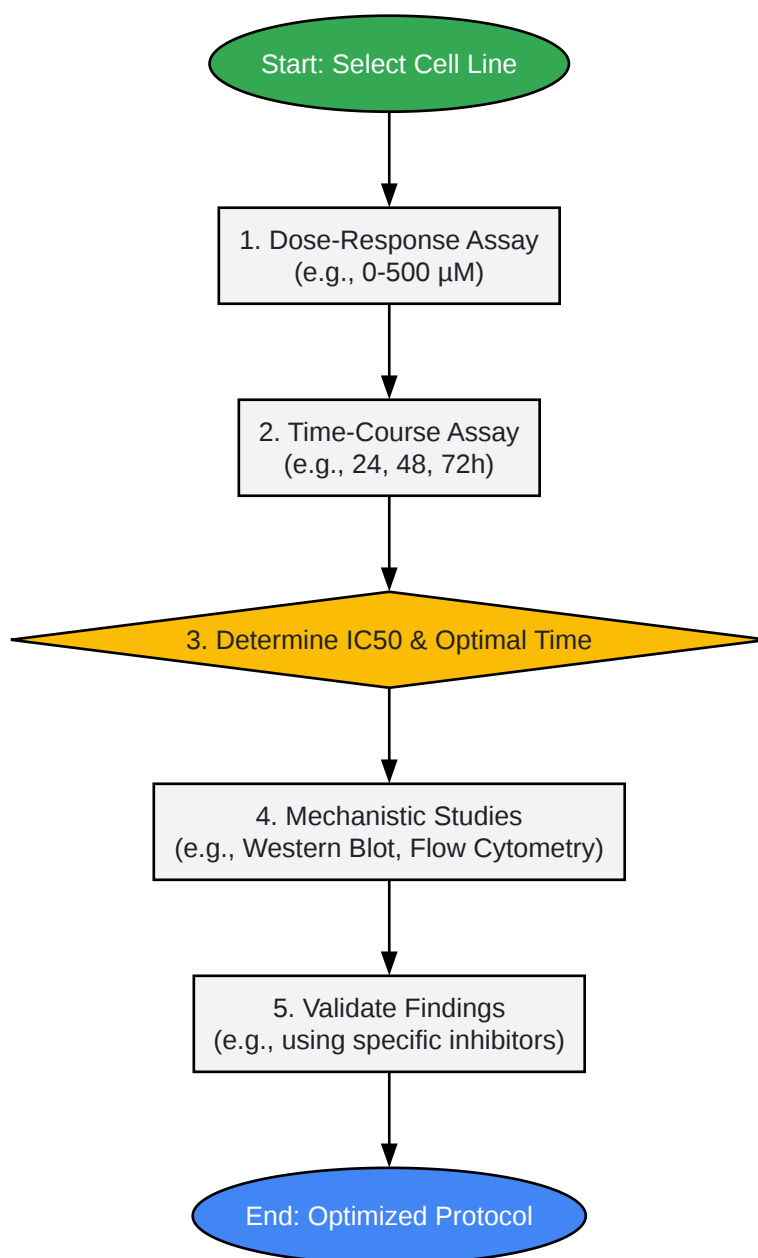 Start: Select Cell Line
1. Dose-Response Assay
(e.g., 0-500 µM)
2. Time-Course Assay
(e.g., 24, 48, 72h)
3. Determine IC50 & Optimal Time
4. Mechanistic Studies
(e.g., Western Blot, Flow Cytometry)
5. Validate Findings
(e.g., using specific inhibitors)
End: Optimized Protocol